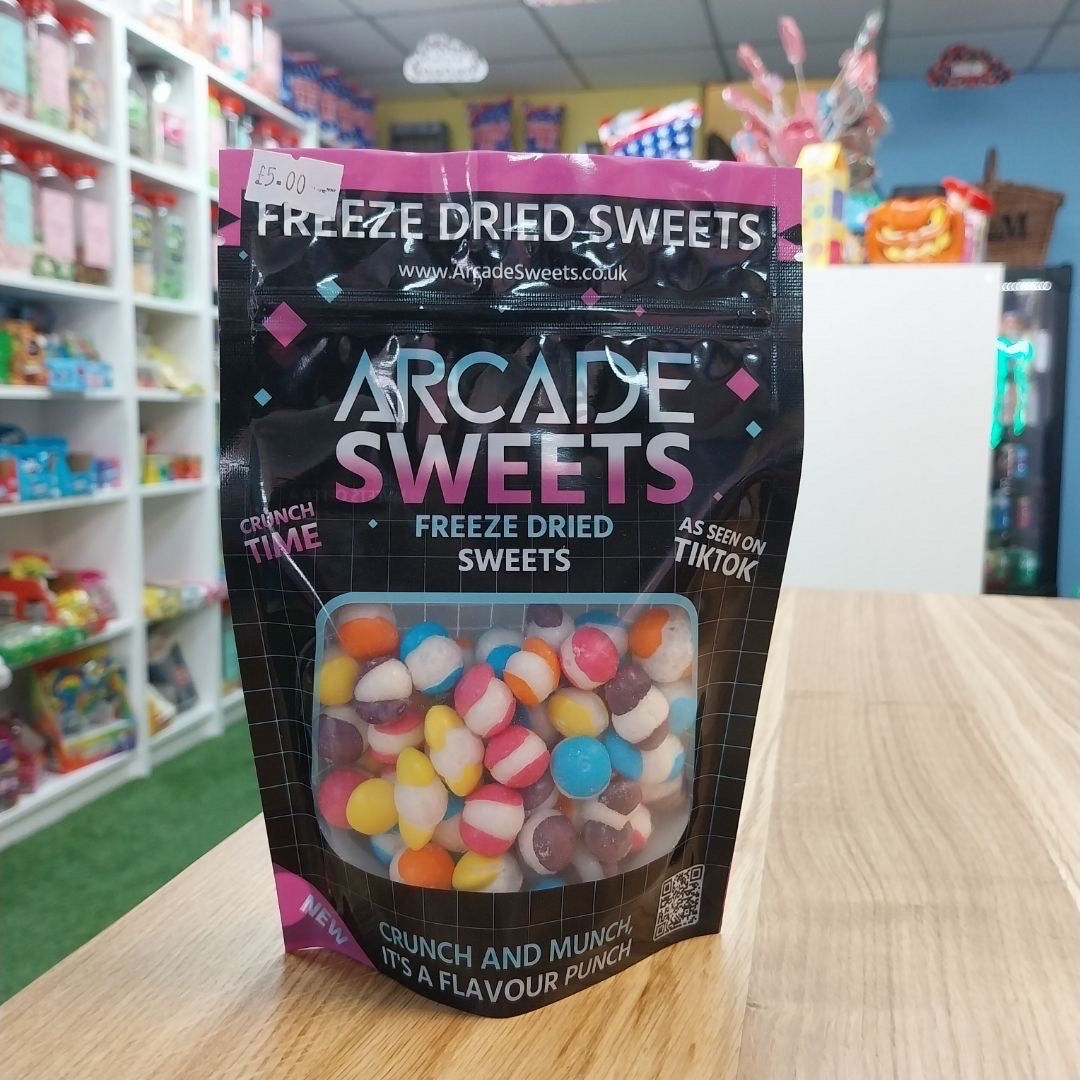 £5.00
FREEZE DRIED SWEETS
www.ArcadeSweets.co.uk
ARCADE
SWEETS
FREEZE DRIED
SWEETS
CRUNCH
TIME
AS SEEN ON
TIKTOK
NEW
CRUNCH AND MUNCH,
IT'S A FLAVOUR PUNCH